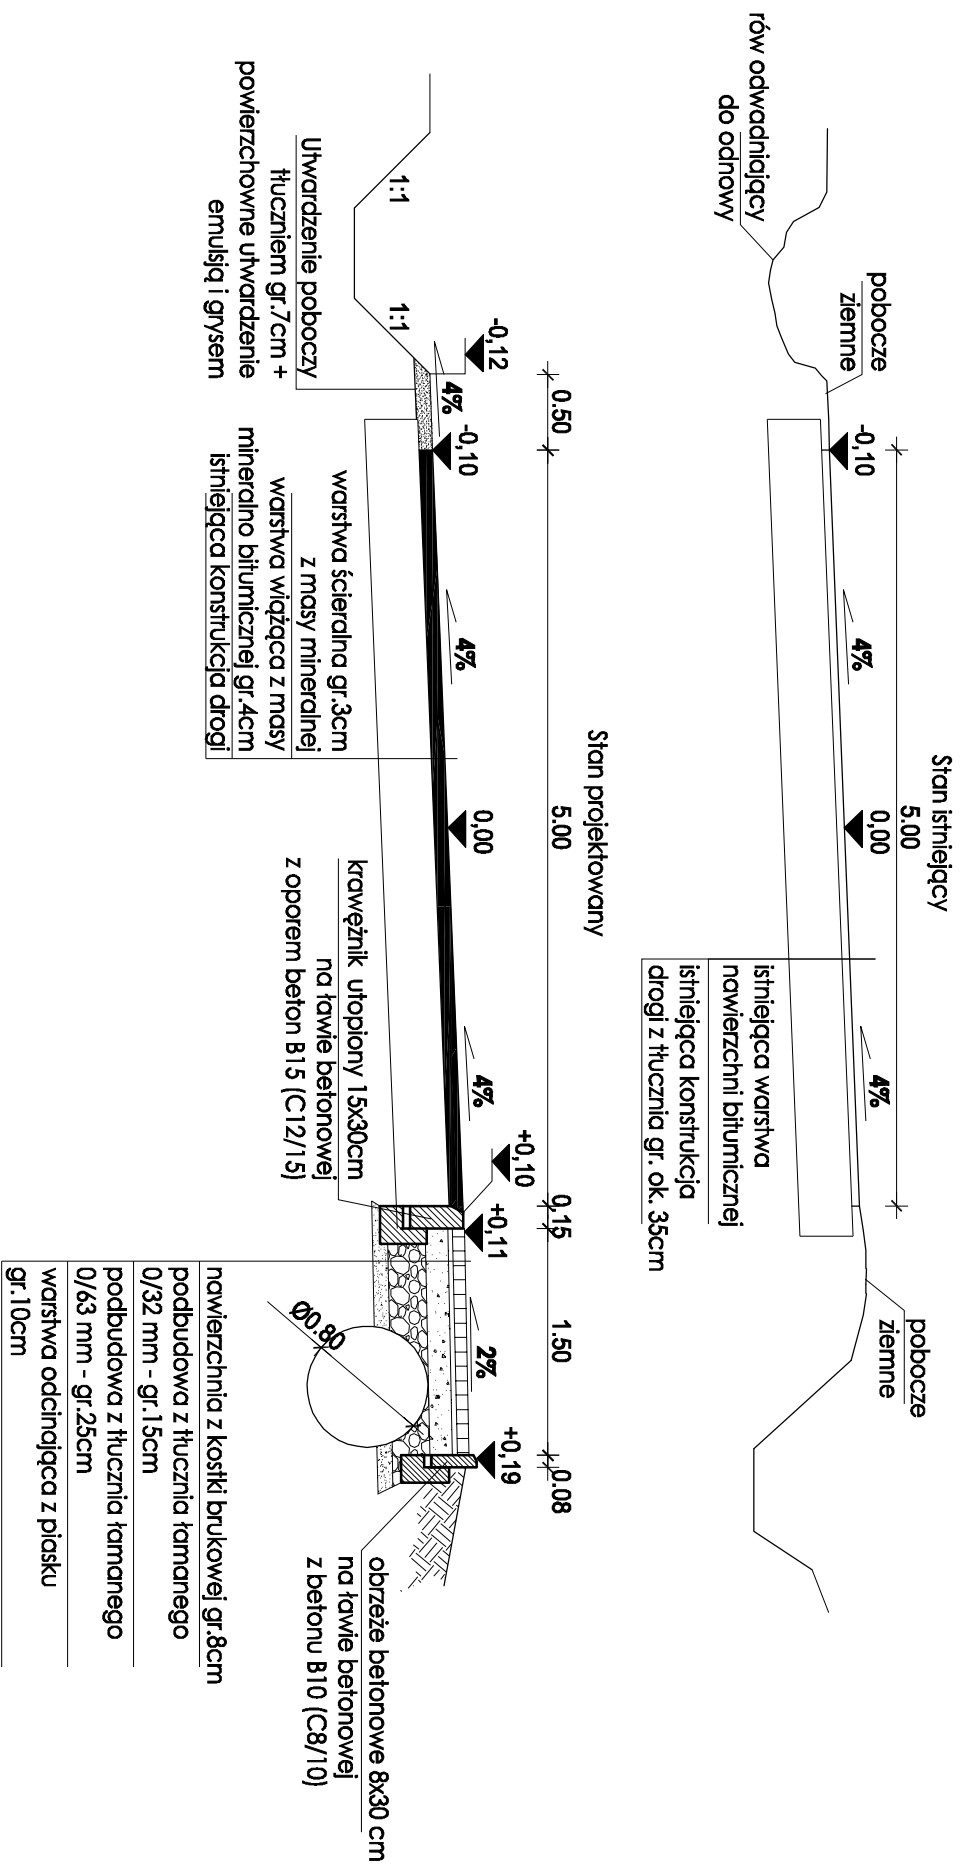 Stan istniejący
5.00
rów odwadniający
do odnowy
pobocze
ziemne
-0,10
4%
0,00
4%
pobocze
ziemne
istniejąca warstwa
nawierzchni bitumicznej
istniejąca konstrukcja
drogi z tłucznia gr. ok. 35cm
Stan projektowany
0.50
5.00
0,15
1.50
0.08
-0,12
-0,10
0,00
+0,10
+0,11
+0,19
4%
4%
4%
2%
1:1
1:1
Utwardzenie poboczy
tłuczniem gr.7cm +
powierzchowne utwardzenie
emulsją i grysem
warstwa ścieralna gr.3cm
z masy mineralnej
warstwa wiążąca z masy
mineralno bitumicznej gr.4cm
istniejąca konstrukcja drogi
krawężnik utopiony 15x30cm
na ławie betonowej
z oporem beton B15 (C12/15)
Ø0.80
obrzeże betonowe 8x30 cm
na ławie betonowej
z betonu B10 (C8/10)
nawierzchnia z kostki brukowej gr.8cm
podbudowa z tłucznia łamanego
0/32 mm - gr.15cm
podbudowa z tłucznia łamanego
0/63 mm - gr.25cm
warstwa odcinająca z piasku
gr.10cm